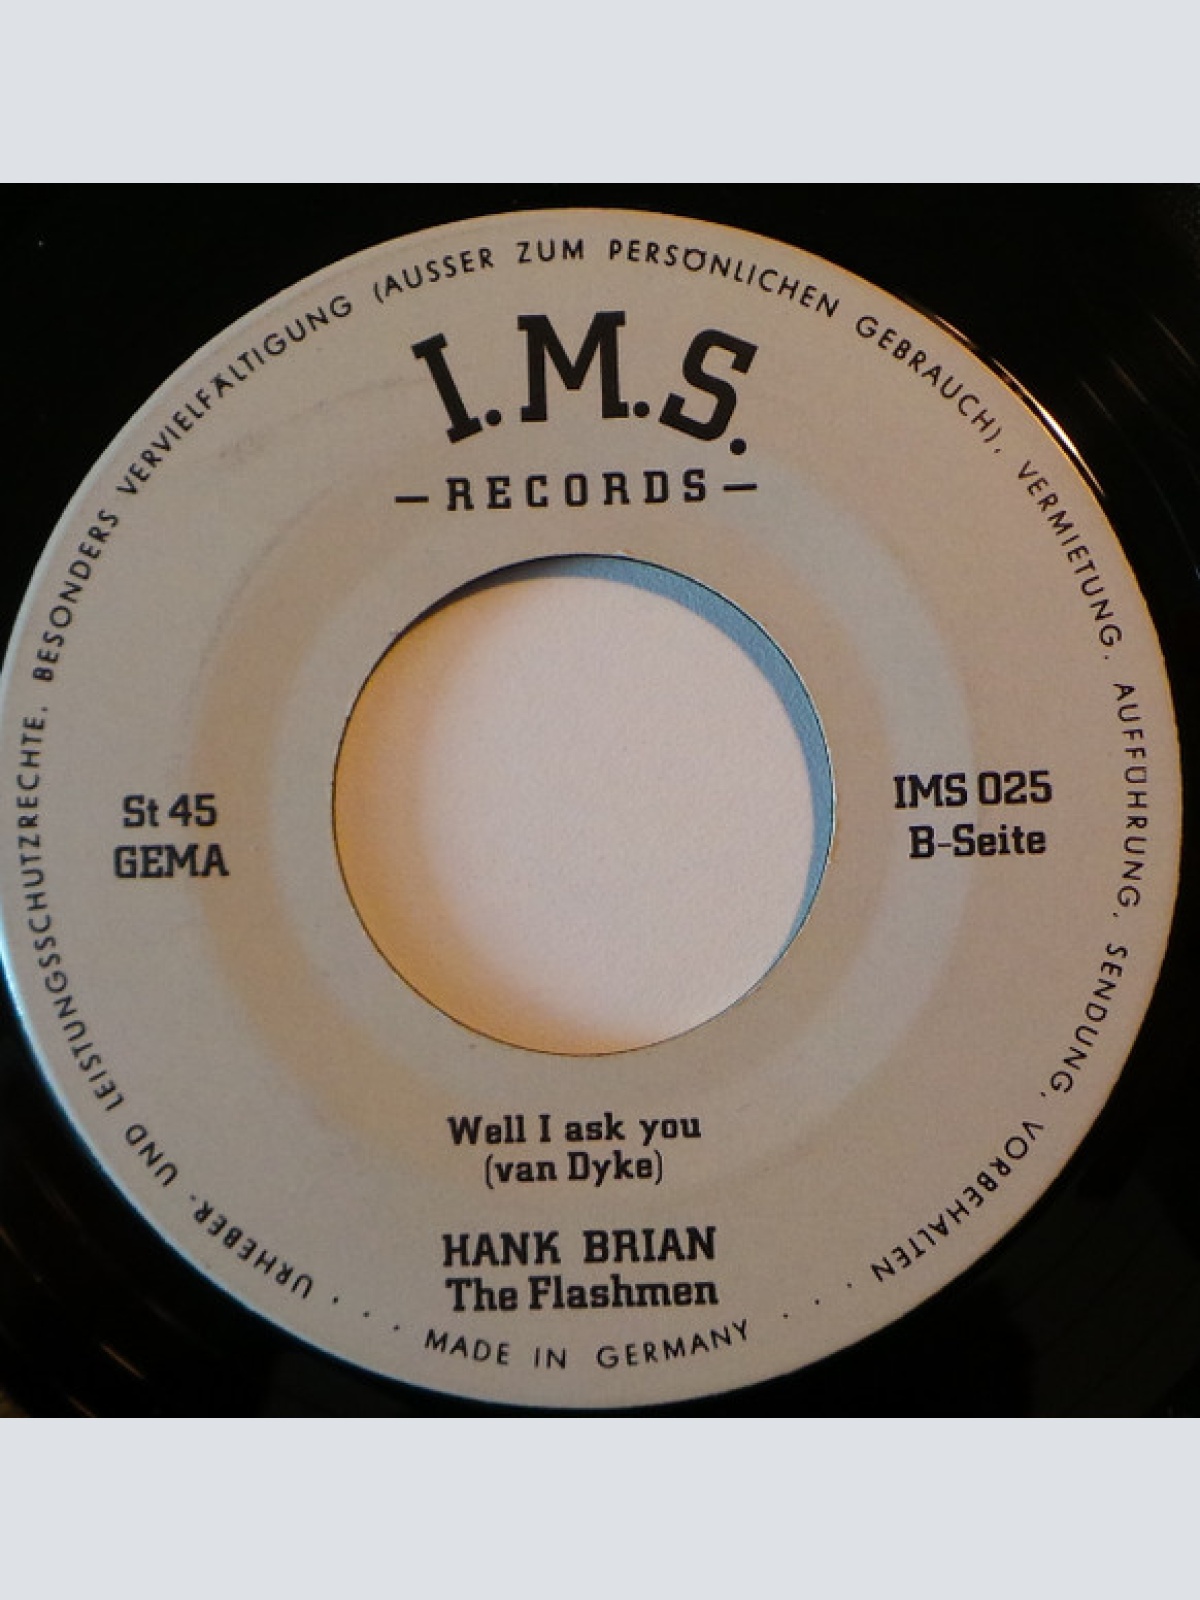 I.M.S.
- RECORDS -
St 45
GEMA
IMS 025
B-Seite
Well I ask you
(van Dyke)
HANK BRIAN
The Flashmen
URHEBER- UND LEISTUNGSSCHUTZRECHTE, BESONDERS VERVIELFÄLTIGUNG (AUSSER ZUM PERSÖNLICHEN GEBRAUCH), VERMIETUNG, AUFFÜHRUNG, SENDUNG, VORBEHALTEN
. . . MADE IN GERMANY . . .